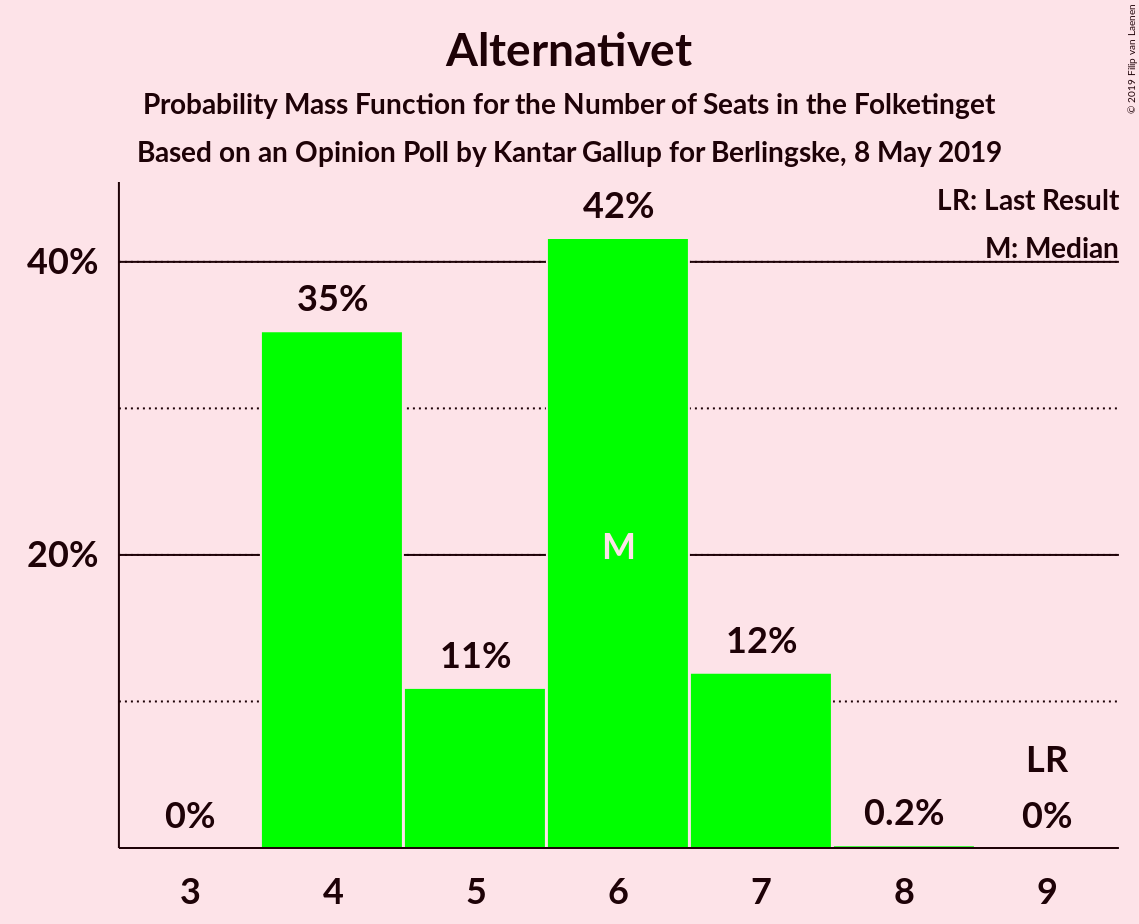 Alternativet
Probability Mass Function for the Number of Seats in the Folketinget
Based on an Opinion Poll by Kantar Gallup for Berlingske, 8 May 2019
© 2019 Filip van Laenen
LR: Last Result
M: Median
40%
20%
0%
35%
11%
42%
M
12%
0.2%
LR
0%
3 4 5 6 7 8 9